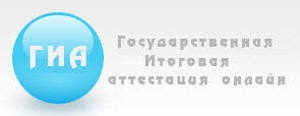 ГИА
Государственная
Итоговая
аттестация онлайн